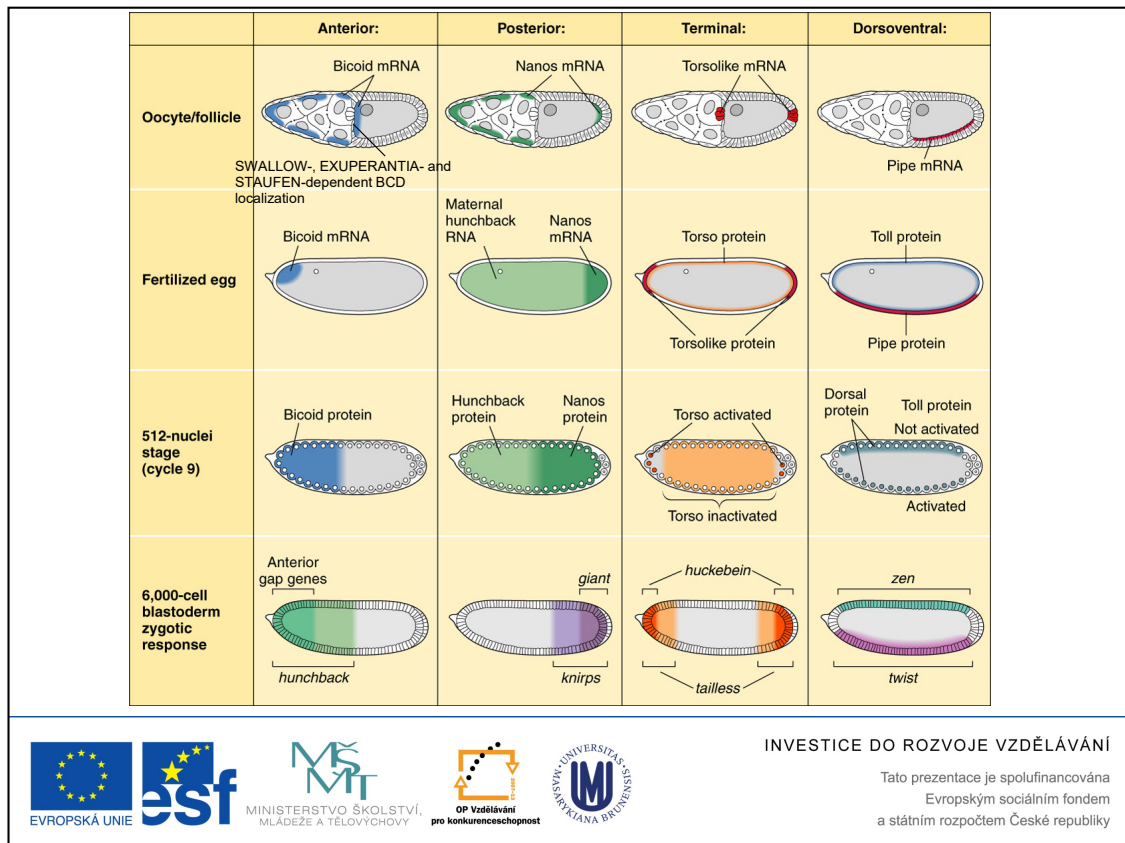 Anterior:
Posterior:
Terminal:
Dorsoventral:
Oocyte/follicle
Bicoid mRNA
SWALLOW-, EXUPERANTIA- and
STAUFEN-dependent BCD
localization
Nanos mRNA
Torsolike mRNA
Pipe mRNA
Fertilized egg
Bicoid mRNA
Maternal
hunchback
RNA
Nanos
mRNA
Torso protein
Torsolike protein
Toll protein
Pipe protein
512-nuclei
stage
(cycle 9)
Bicoid protein
Hunchback
protein
Nanos
protein
Torso activated
Torso inactivated
Dorsal
protein
Toll protein
Not activated
Activated
6,000-cell
blastoderm
zygotic
response
Anterior
gap genes
hunchback
giant
knirps
huckebein
tailless
zen
twist
EVROPSKÁ UNIE
esf
MŠMT
MINISTERSTVO ŠKOLSTVÍ,
MLÁDEŽE A TĚLOVÝCHOVY
2007-13
OP Vzdělávání
pro konkurenceschopnost
UNIVERSITAS MASARYKIANA BRUNENSIS
INVESTICE DO ROZVOJE VZDĚLÁVÁNÍ
Tato prezentace je spolufinancována
Evropským sociálním fondem
a státním rozpočtem České republiky